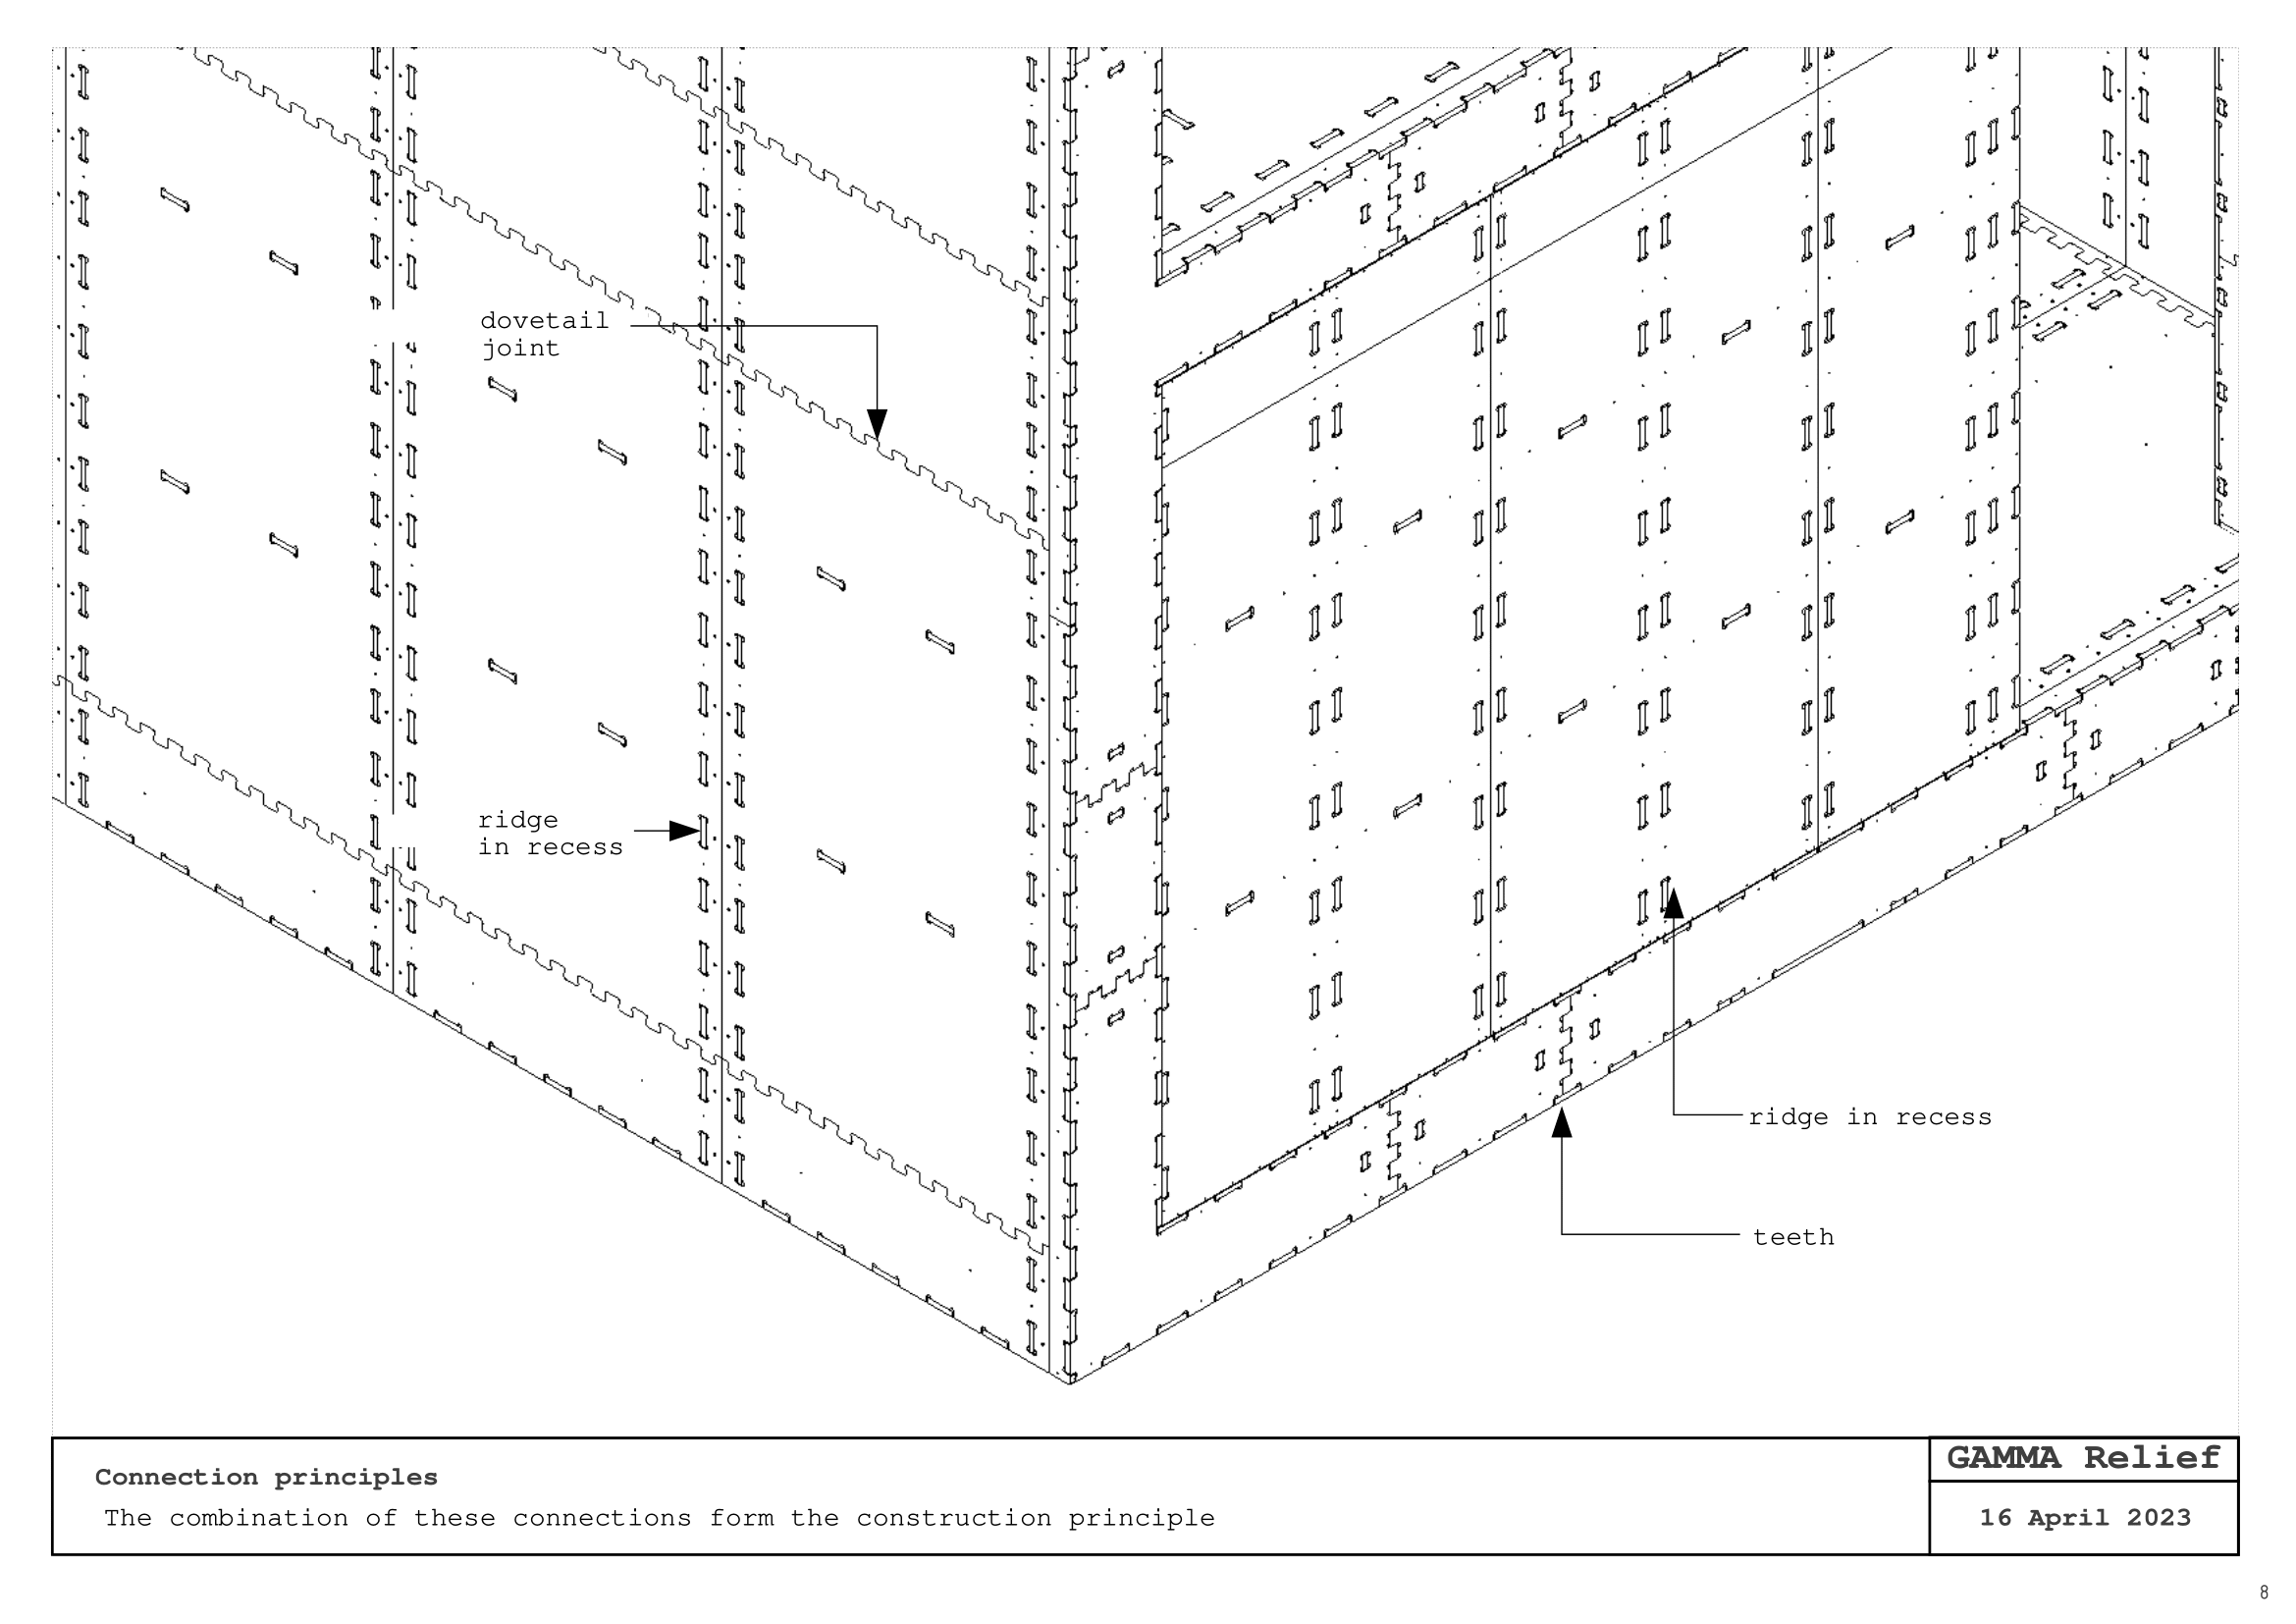 dovetail
joint
ridge
in recess
ridge in recess
teeth
Connection principles
The combination of these connections form the construction principle
GAMMA Relief
16 April 2023
8